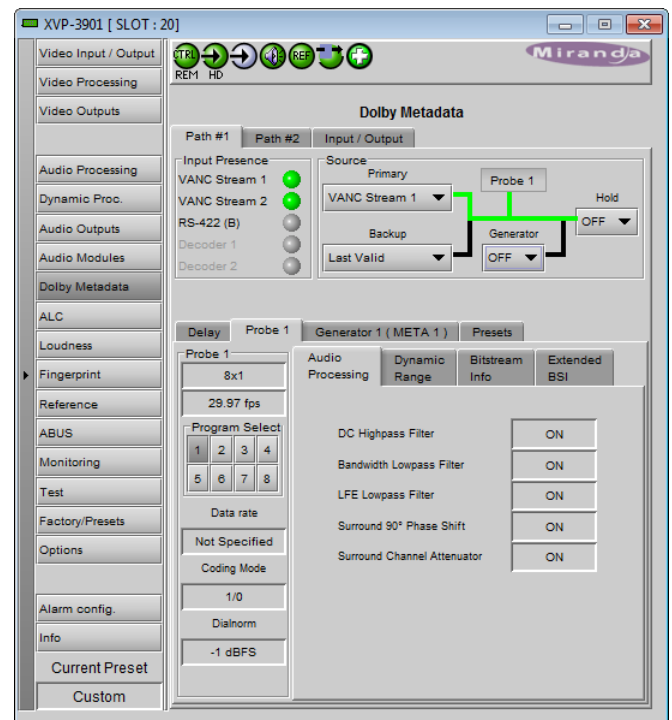 XVP-3901 [ SLOT : 20]
Video Input / Output
Video Processing
Video Outputs
Audio Processing
Dynamic Proc.
Audio Outputs
Audio Modules
Dolby Metadata
ALC
Loudness
Fingerprint
Reference
ABUS
Monitoring
Test
Factory/Presets
Options
Alarm config.
Info
Current Preset
Custom
CTRL
REF
REM HD
Miranda
Dolby Metadata
Path #1 Path #2 Input / Output
Input Presence
VANC Stream 1
VANC Stream 2
RS-422 (B)
Decoder 1
Decoder 2
Source
Primary
VANC Stream 1
Probe 1
Hold
OFF
Backup
Last Valid
Generator
OFF
Delay Probe 1 Generator 1 ( META 1 ) Presets
Probe 1
8x1
29.97 fps
Program Select
1 2 3 4
5 6 7 8
Data rate
Not Specified
Coding Mode
1/0
Dialnorm
-1 dBFS
Audio Processing
Dynamic Range
Bitstream Info
Extended BSI
DC Highpass Filter ON
Bandwidth Lowpass Filter ON
LFE Lowpass Filter ON
Surround 90° Phase Shift ON
Surround Channel Attenuator ON